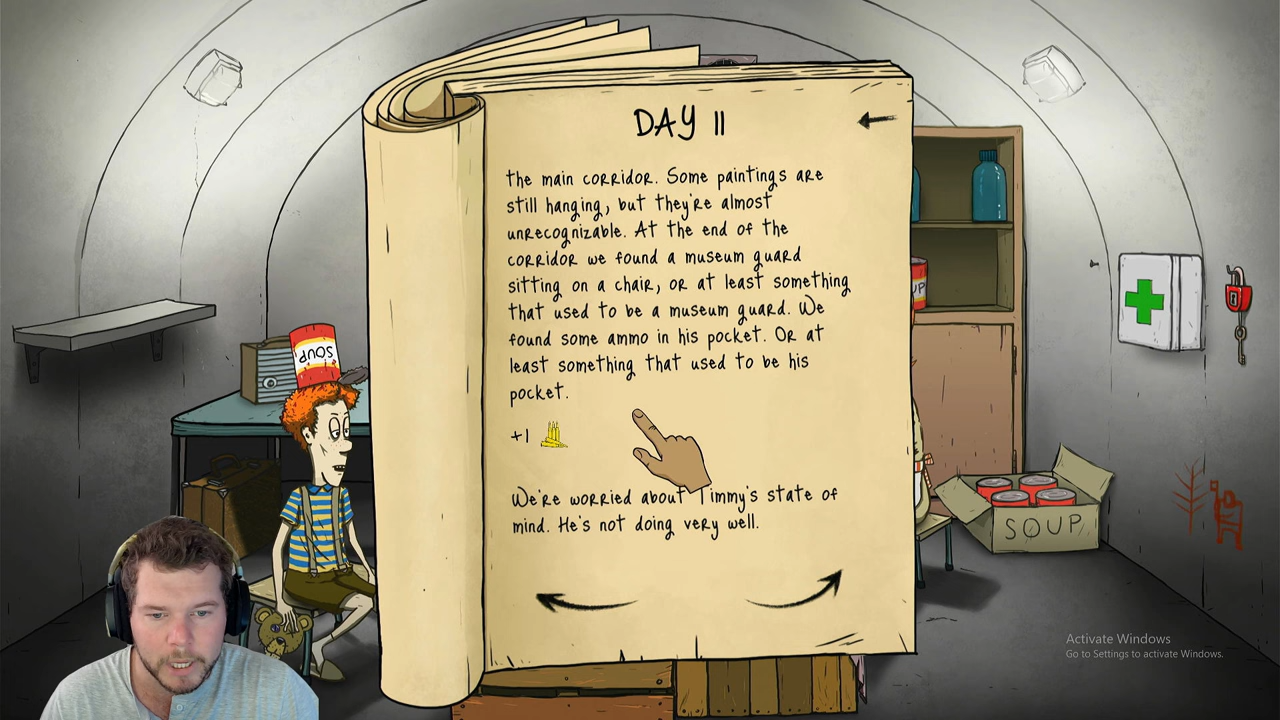 DAY 11
the main corridor. Some paintings are
still hanging, but they're almost
unrecognizable. At the end of the
corridor we found a museum guard
sitting on a chair, or at least something
that used to be a museum guard. We
found some ammo in his pocket. Or at
least something that used to be his
pocket.
+1
We're worried about Timmy's state of
mind. He's not doing very well.
SOUP
UP
SOUP
Activate Windows
Go to Settings to activate Windows.